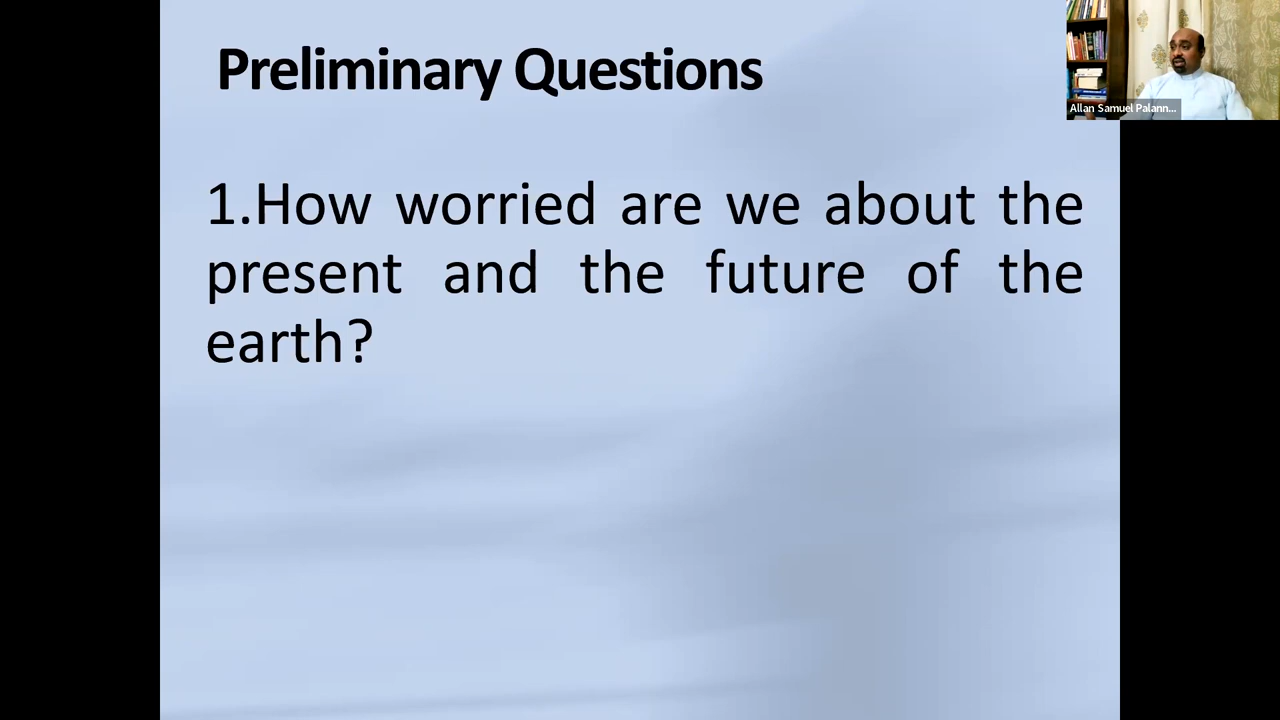 Preliminary Questions
Allan Samuel Palann...
1.How worried are we about the
present and the future of the
earth?